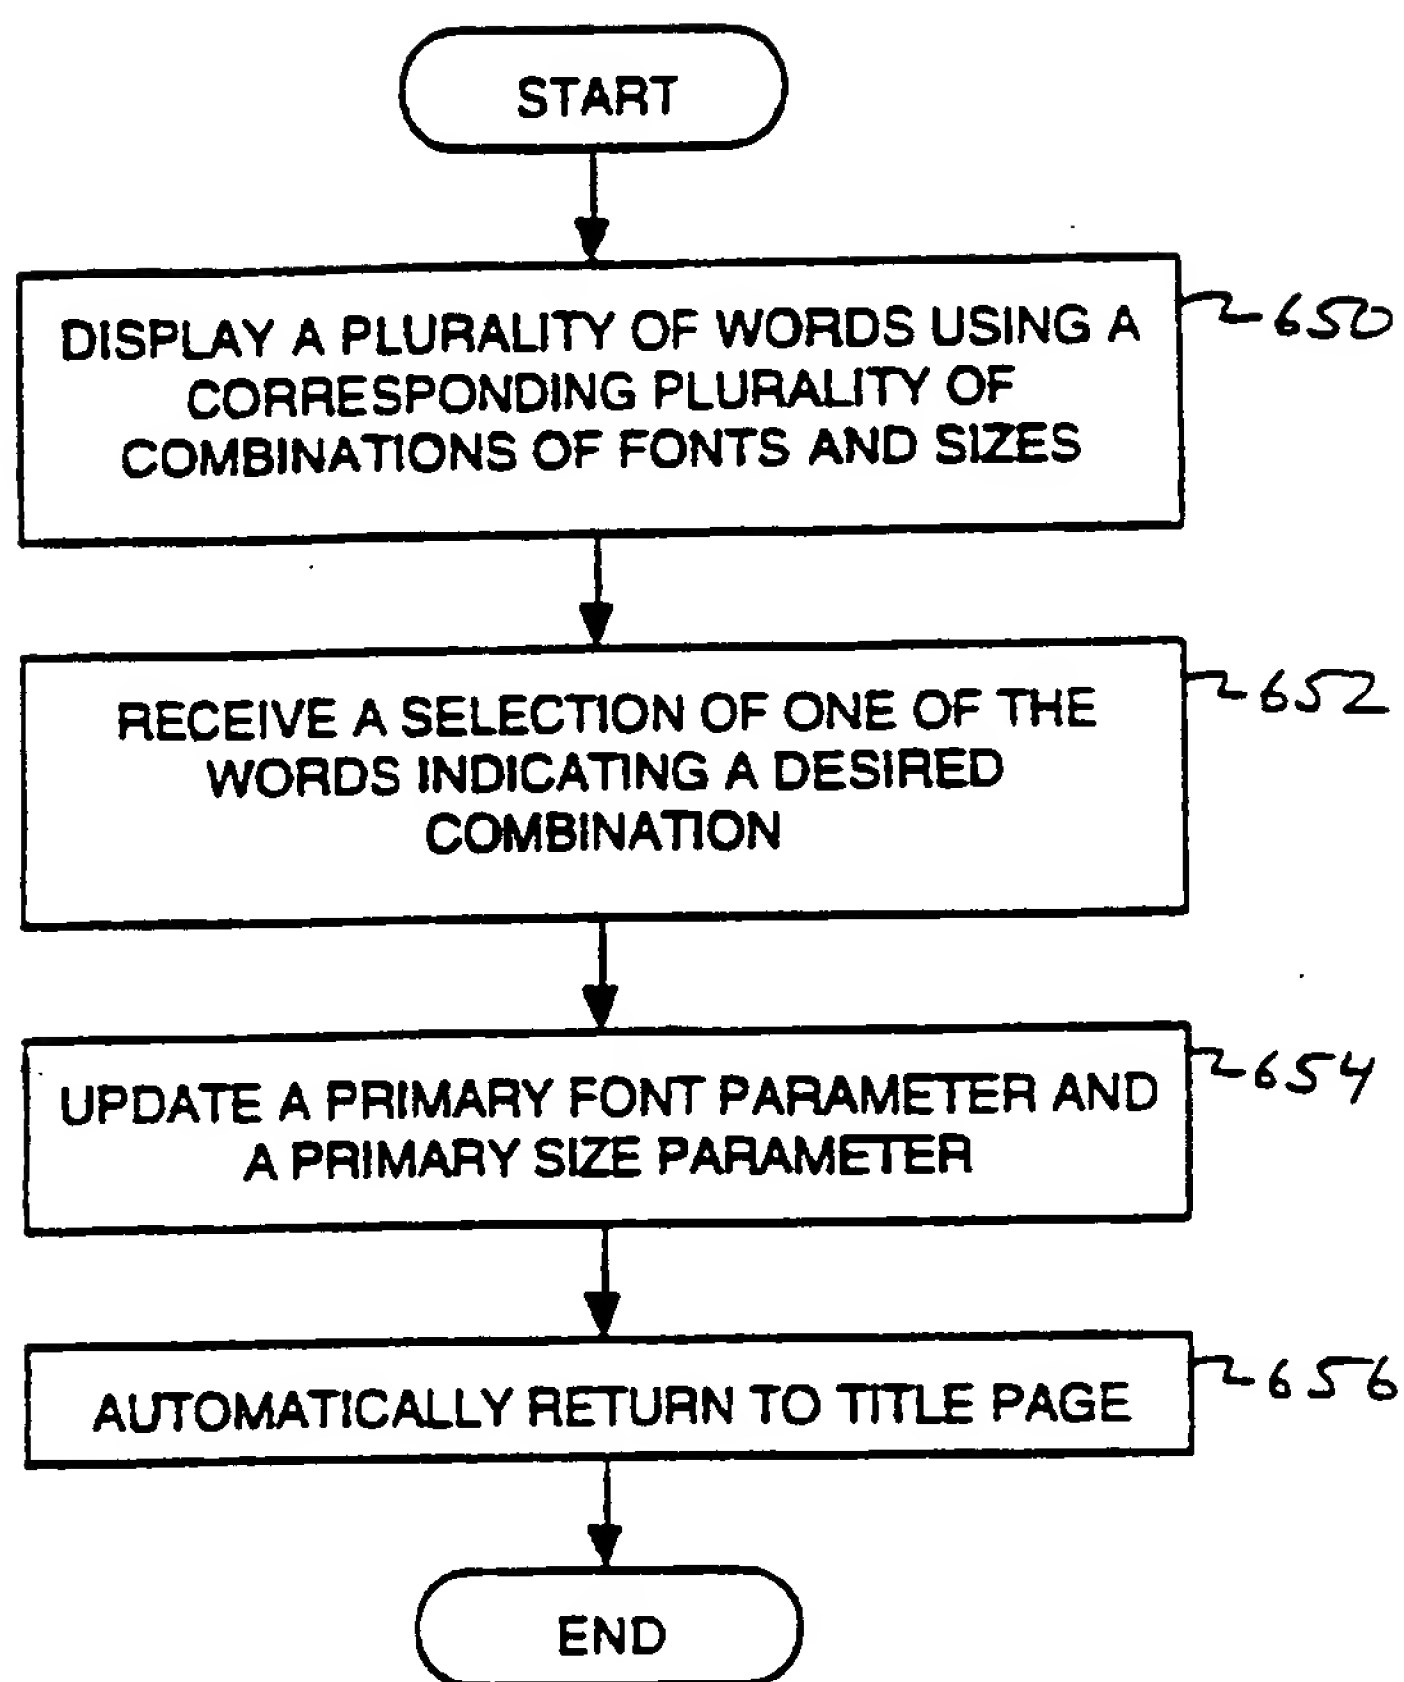 START
DISPLAY A PLURALITY OF WORDS USING A
CORRESPONDING PLURALITY OF
COMBINATIONS OF FONTS AND SIZES
650
RECEIVE A SELECTION OF ONE OF THE
WORDS INDICATING A DESIRED
COMBINATION
652
UPDATE A PRIMARY FONT PARAMETER AND
A PRIMARY SIZE PARAMETER
654
AUTOMATICALLY RETURN TO TITLE PAGE
656
END